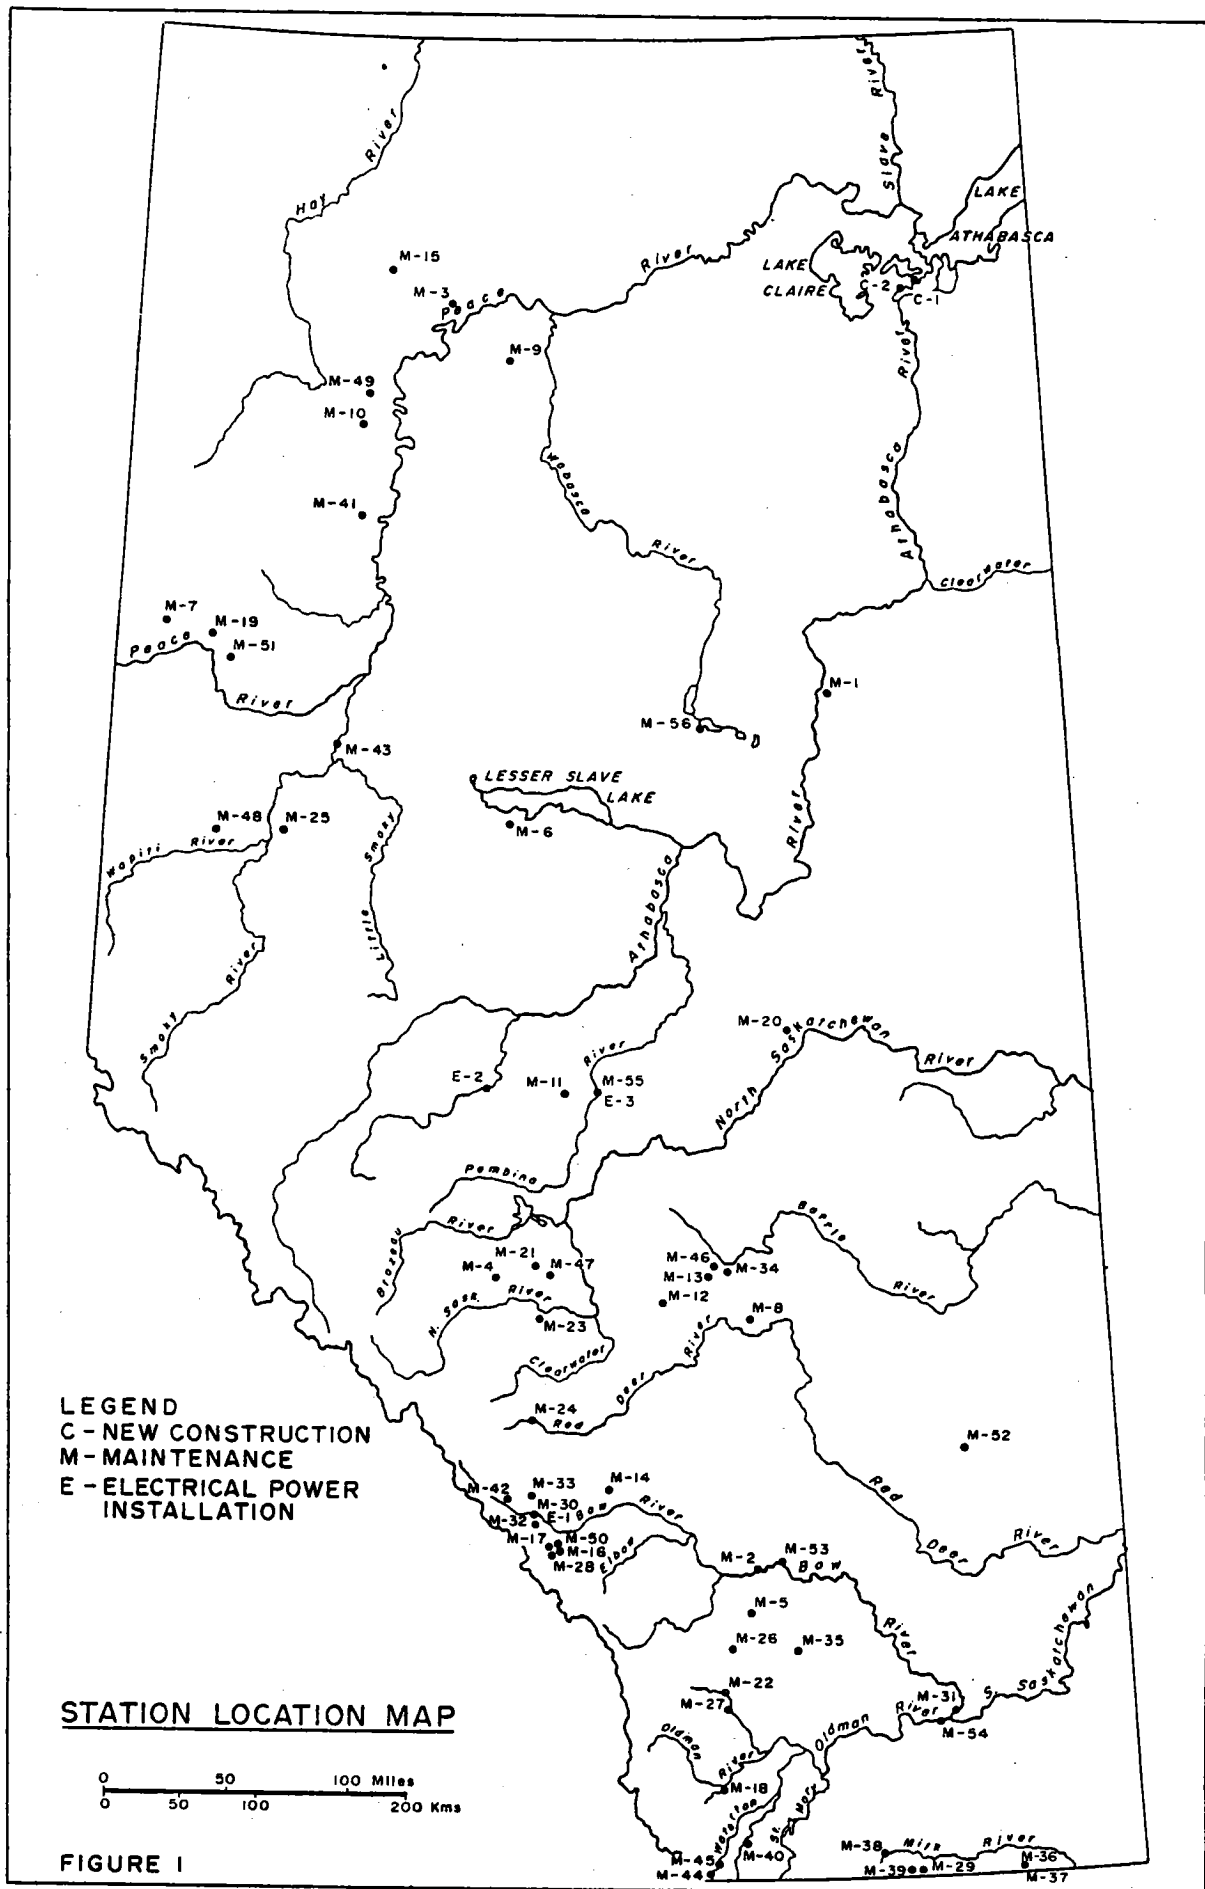 Slave River
Hay River
LAKE
ATHABASCA
M-15
River
LAKE
CLAIRE
C-2
C-1
M-3
Peace
M-9
River
M-49
M-10
Wabasca
Athabasca
M-41
River
Clearwater
M-7
M-19
Peace
M-51
River
M-1
M-56
M-43
LESSER SLAVE
LAKE
M-48
M-25
M-6
River
Wapiti River
Little Smoky
Athabasca
Smoky River
M-20
North Saskatchewan
River
River
E-2
M-11
M-55
E-3
Pembina
Brazeau River
Battle
M-21
M-47
M-4
M-46
M-34
M-13
M-12
River
N. Sask. River
M-23
M-8
Clearwater
Red Deer River
M-24
M-52
LEGEND
C - NEW CONSTRUCTION
M - MAINTENANCE
E - ELECTRICAL POWER
INSTALLATION
M-42
M-33
M-14
M-30
Bow River
M-32
E-1
M-17
M-50
M-16
M-28
Elbow
Red
Deer River
M-2
M-53
Bow
M-5
M-26
M-35
River
S. Saskatchewan
M-22
M-27
M-31
Oldman River
M-54
STATION LOCATION MAP
Oldman
River
M-18
0 50 100 Miles
0 50 100 200 Kms
Waterton
St. Mary
M-40
M-45
M-44
M-38
Milk River
M-39
M-29
M-36
M-37
FIGURE 1